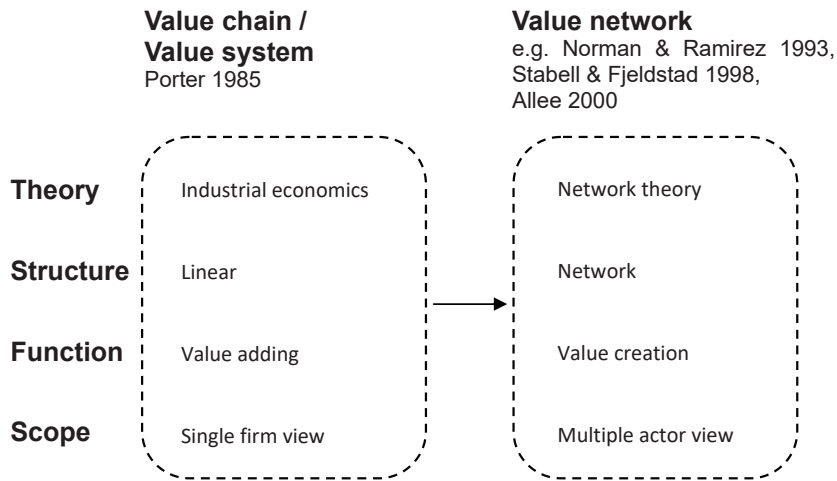 Value chain /
Value system
Porter 1985
Value network
e.g. Norman & Ramirez 1993,
Stabell & Fjeldstad 1998,
Allee 2000
Theory
Industrial economics
Network theory
Structure
Linear
Network
Function
Value adding
Value creation
Scope
Single firm view
Multiple actor view